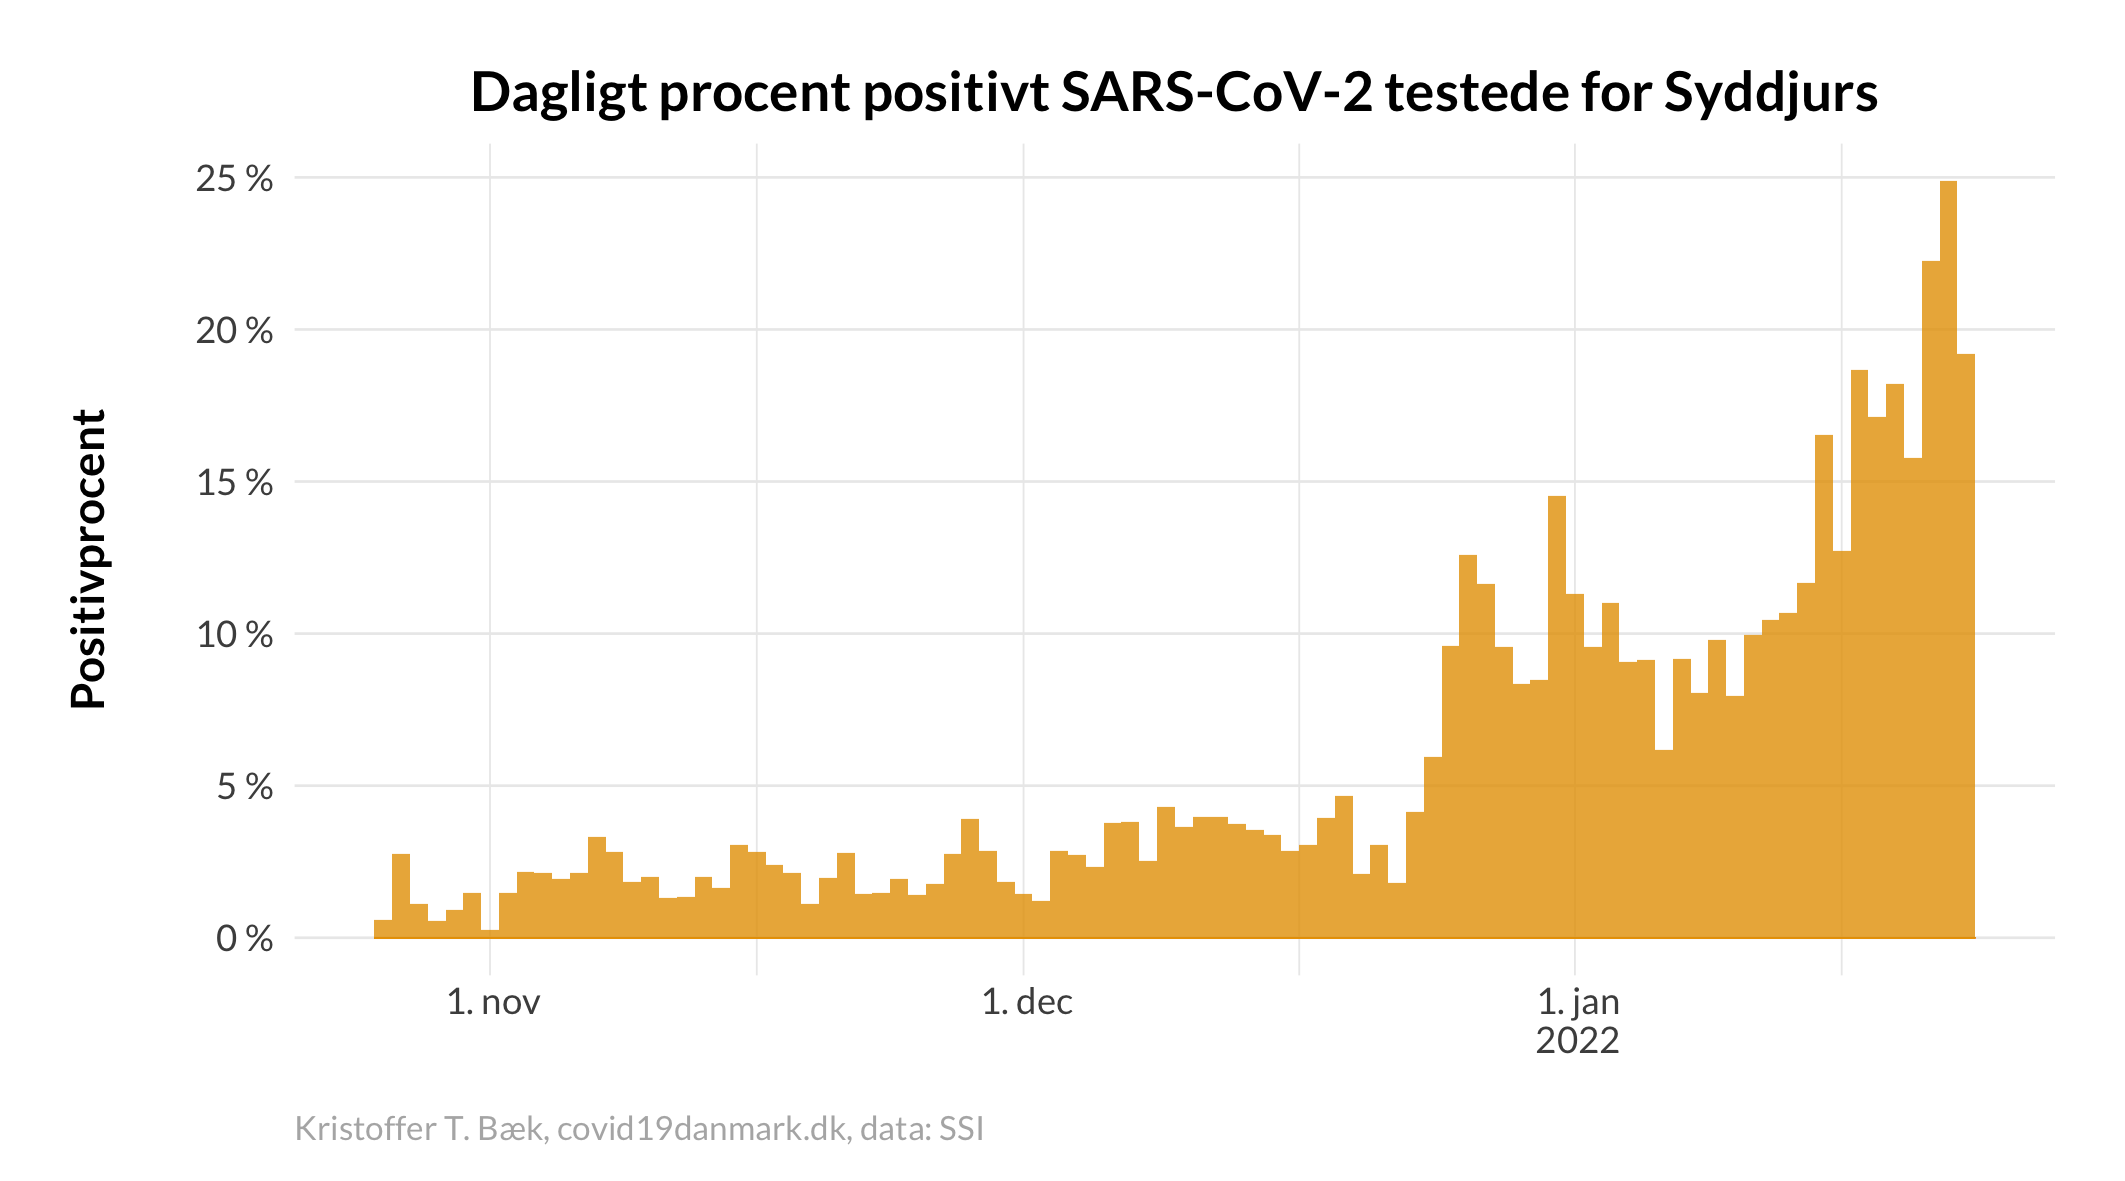 Dagligt procent positivt SARS-CoV-2 testede for Syddjurs
Positivprocent
25 %
20 %
15 %
10 %
5 %
0 %
1. nov
1. dec
1. jan
2022
Kristoffer T. Bæk, covid19danmark.dk, data: SSI